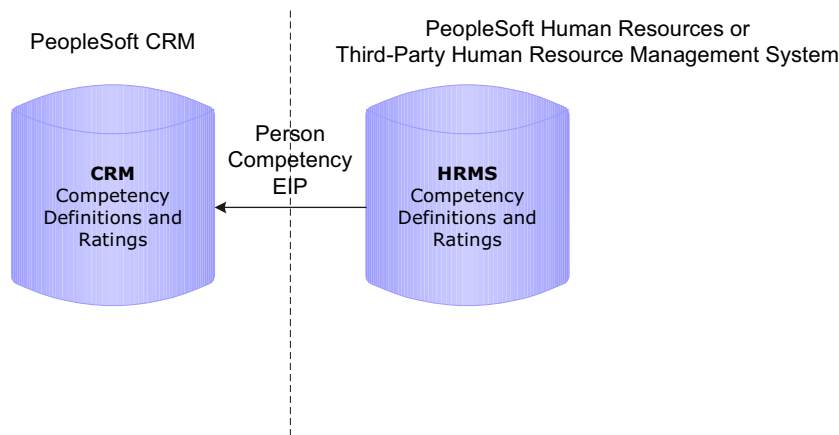 PeopleSoft CRM
PeopleSoft Human Resources or
Third-Party Human Resource Management System
Person
Competency
EIP
CRM
Competency
Definitions and
Ratings
HRMS
Competency
Definitions and
Ratings